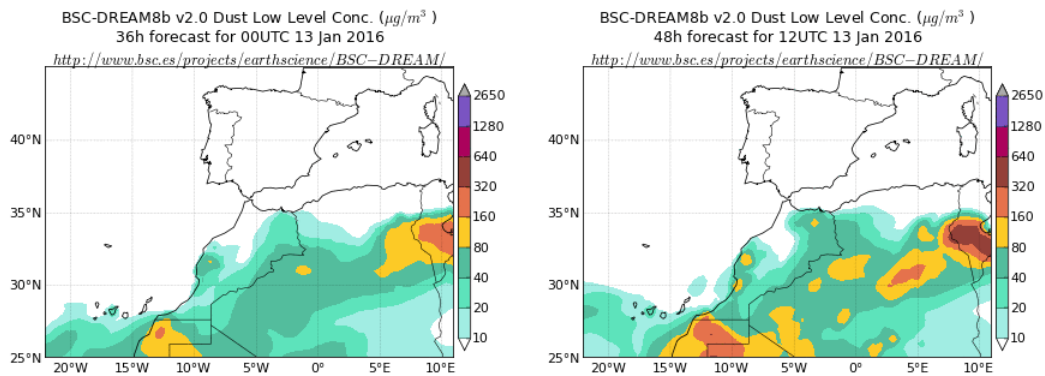 BSC-DREAM8b v2.0 Dust Low Level Conc. (μg/m³ )
36h forecast for 00UTC 13 Jan 2016
http://www.bsc.es/projects/earthscience/BSC−DREAM/
40°N
35°N
30°N
25°N
20°W
15°W
10°W
5°W
0°
5°E
10°E
2650
1280
640
320
160
80
40
20
10
BSC-DREAM8b v2.0 Dust Low Level Conc. (μg/m³ )
48h forecast for 12UTC 13 Jan 2016
http://www.bsc.es/projects/earthscience/BSC−DREAM/
40°N
35°N
30°N
25°N
20°W
15°W
10°W
5°W
0°
5°E
10°E
2650
1280
640
320
160
80
40
20
10